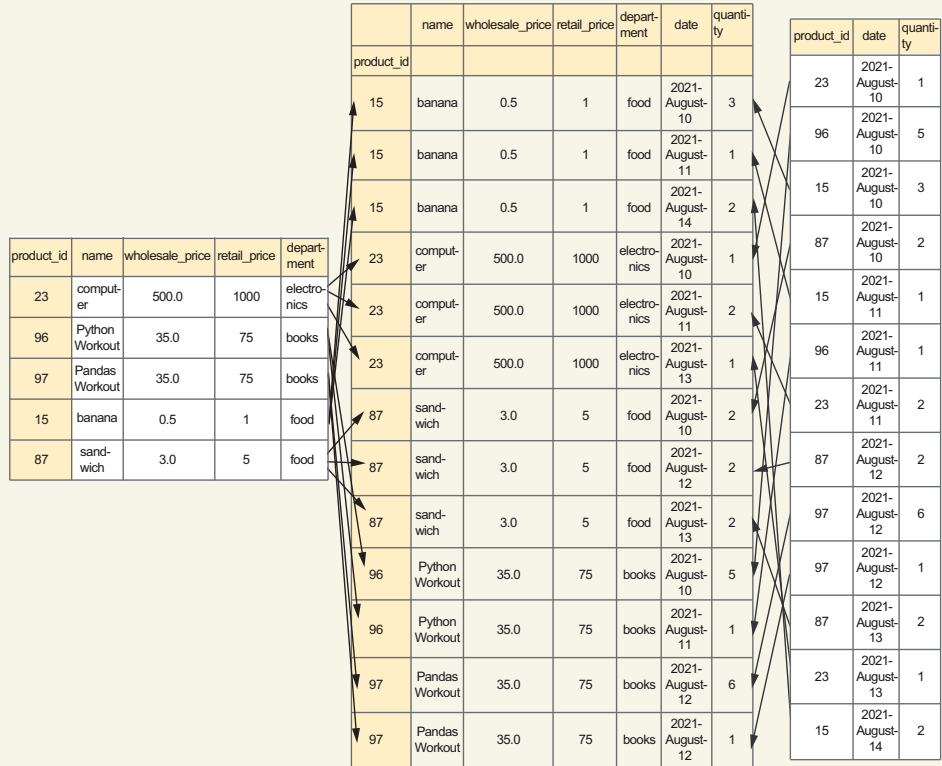 product_id name wholesale_price retail_price depart-
ment
23 comput-
er 500.0 1000 electro-
nics
96 Python
Workout 35.0 75 books
97 Pandas
Workout 35.0 75 books
15 banana 0.5 1 food
87 sand-
wich 3.0 5 food
name wholesale_price retail_price depart-
ment date quanti-
ty
product_id
15 banana 0.5 1 food 2021-
August-
10 3
15 banana 0.5 1 food 2021-
August-
11 1
15 banana 0.5 1 food 2021-
August-
14 2
23 comput-
er 500.0 1000 electro-
nics 2021-
August-
10 1
23 comput-
er 500.0 1000 electro-
nics 2021-
August-
11 2
23 comput-
er 500.0 1000 electro-
nics 2021-
August-
13 1
87 sand-
wich 3.0 5 food 2021-
August-
10 2
87 sand-
wich 3.0 5 food 2021-
August-
12 2
87 sand-
wich 3.0 5 food 2021-
August-
13 2
96 Python
Workout 35.0 75 books 2021-
August-
10 5
96 Python
Workout 35.0 75 books 2021-
August-
11 1
97 Pandas
Workout 35.0 75 books 2021-
August-
12 6
97 Pandas
Workout 35.0 75 books 2021-
August-
12 1
product_id date quanti-
ty
23 2021-
August-
10 1
96 2021-
August-
10 5
15 2021-
August-
10 3
87 2021-
August-
10 2
15 2021-
August-
11 1
96 2021-
August-
11 1
23 2021-
August-
11 2
87 2021-
August-
12 2
97 2021-
August-
12 6
97 2021-
August-
12 1
87 2021-
August-
13 2
23 2021-
August-
13 1
15 2021-
August-
14 2